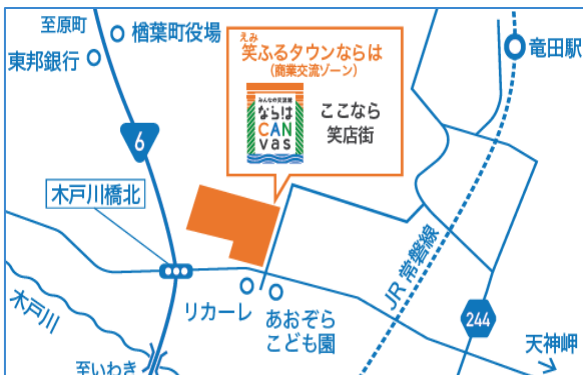 至原町
楢葉町役場
東邦銀行
えみ
笑ふるタウンならは
(商業交流ゾーン)
みんなの交流館
ならは
CAN
vas
ここなら
笑店街
竜田駅
6
木戸川橋北
JR常磐線
木戸川
リカーレ
あおぞら
こども園
244
天神岬
至いわき